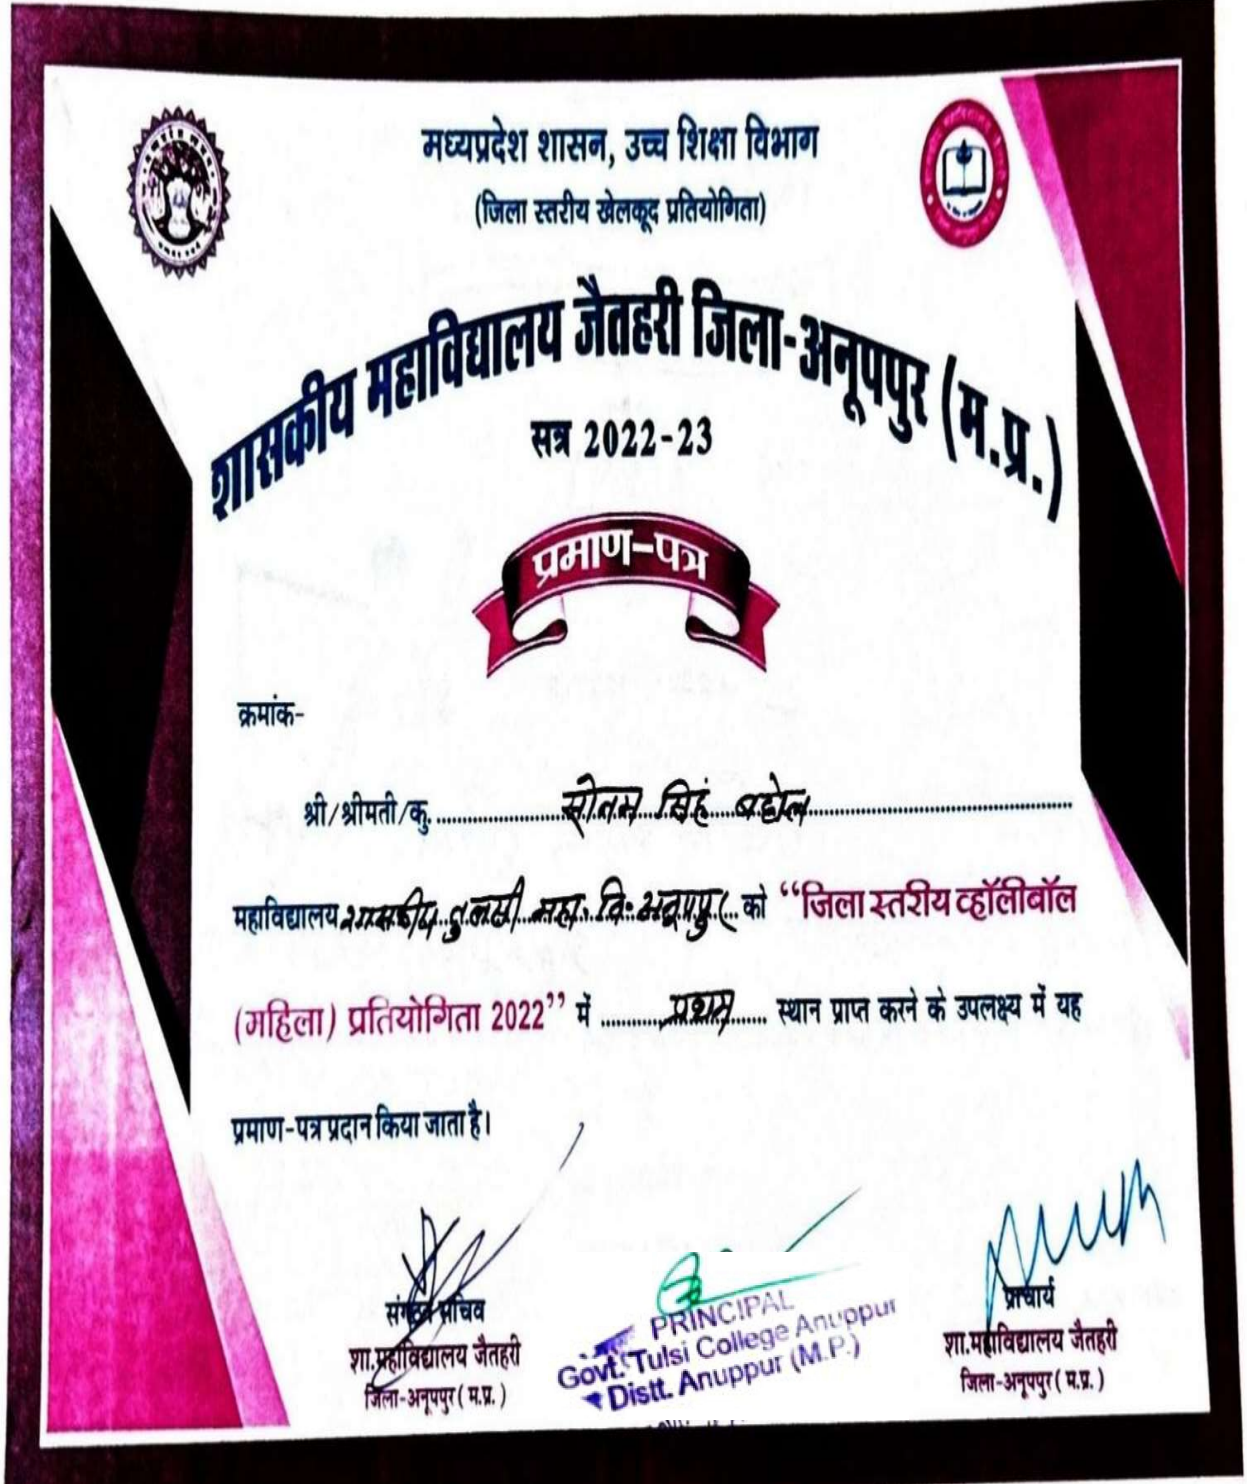 मध्यप्रदेश शासन, उच्च शिक्षा विभाग
(जिला स्तरीय खेलकूद प्रतियोगिता)
शासकीय महाविद्यालय जैतहरी जिला-अनूपपुर (म.प्र.)
सत्र 2022-23
प्रमाण-पत्र
क्रमांक-
श्री/श्रीमती/कु. सिहं
महाविद्यालय शासकीय तुलसी महा. वि. अनूपपुर को “जिला स्तरीय व्हॉलीबॉल
(महिला) प्रतियोगिता 2022” में प्रथम स्थान प्राप्त करने के उपलक्ष्य में यह
प्रमाण-पत्र प्रदान किया जाता है।
संगठन सचिव
शा.महाविद्यालय जैतहरी
जिला-अनूपपुर ( म.प्र. )
PRINCIPAL
Govt. Tulsi College Anuppur
Distt. Anuppur (M.P.)
प्राचार्य
शा.महाविद्यालय जैतहरी
जिला-अनूपपुर ( म.प्र. )